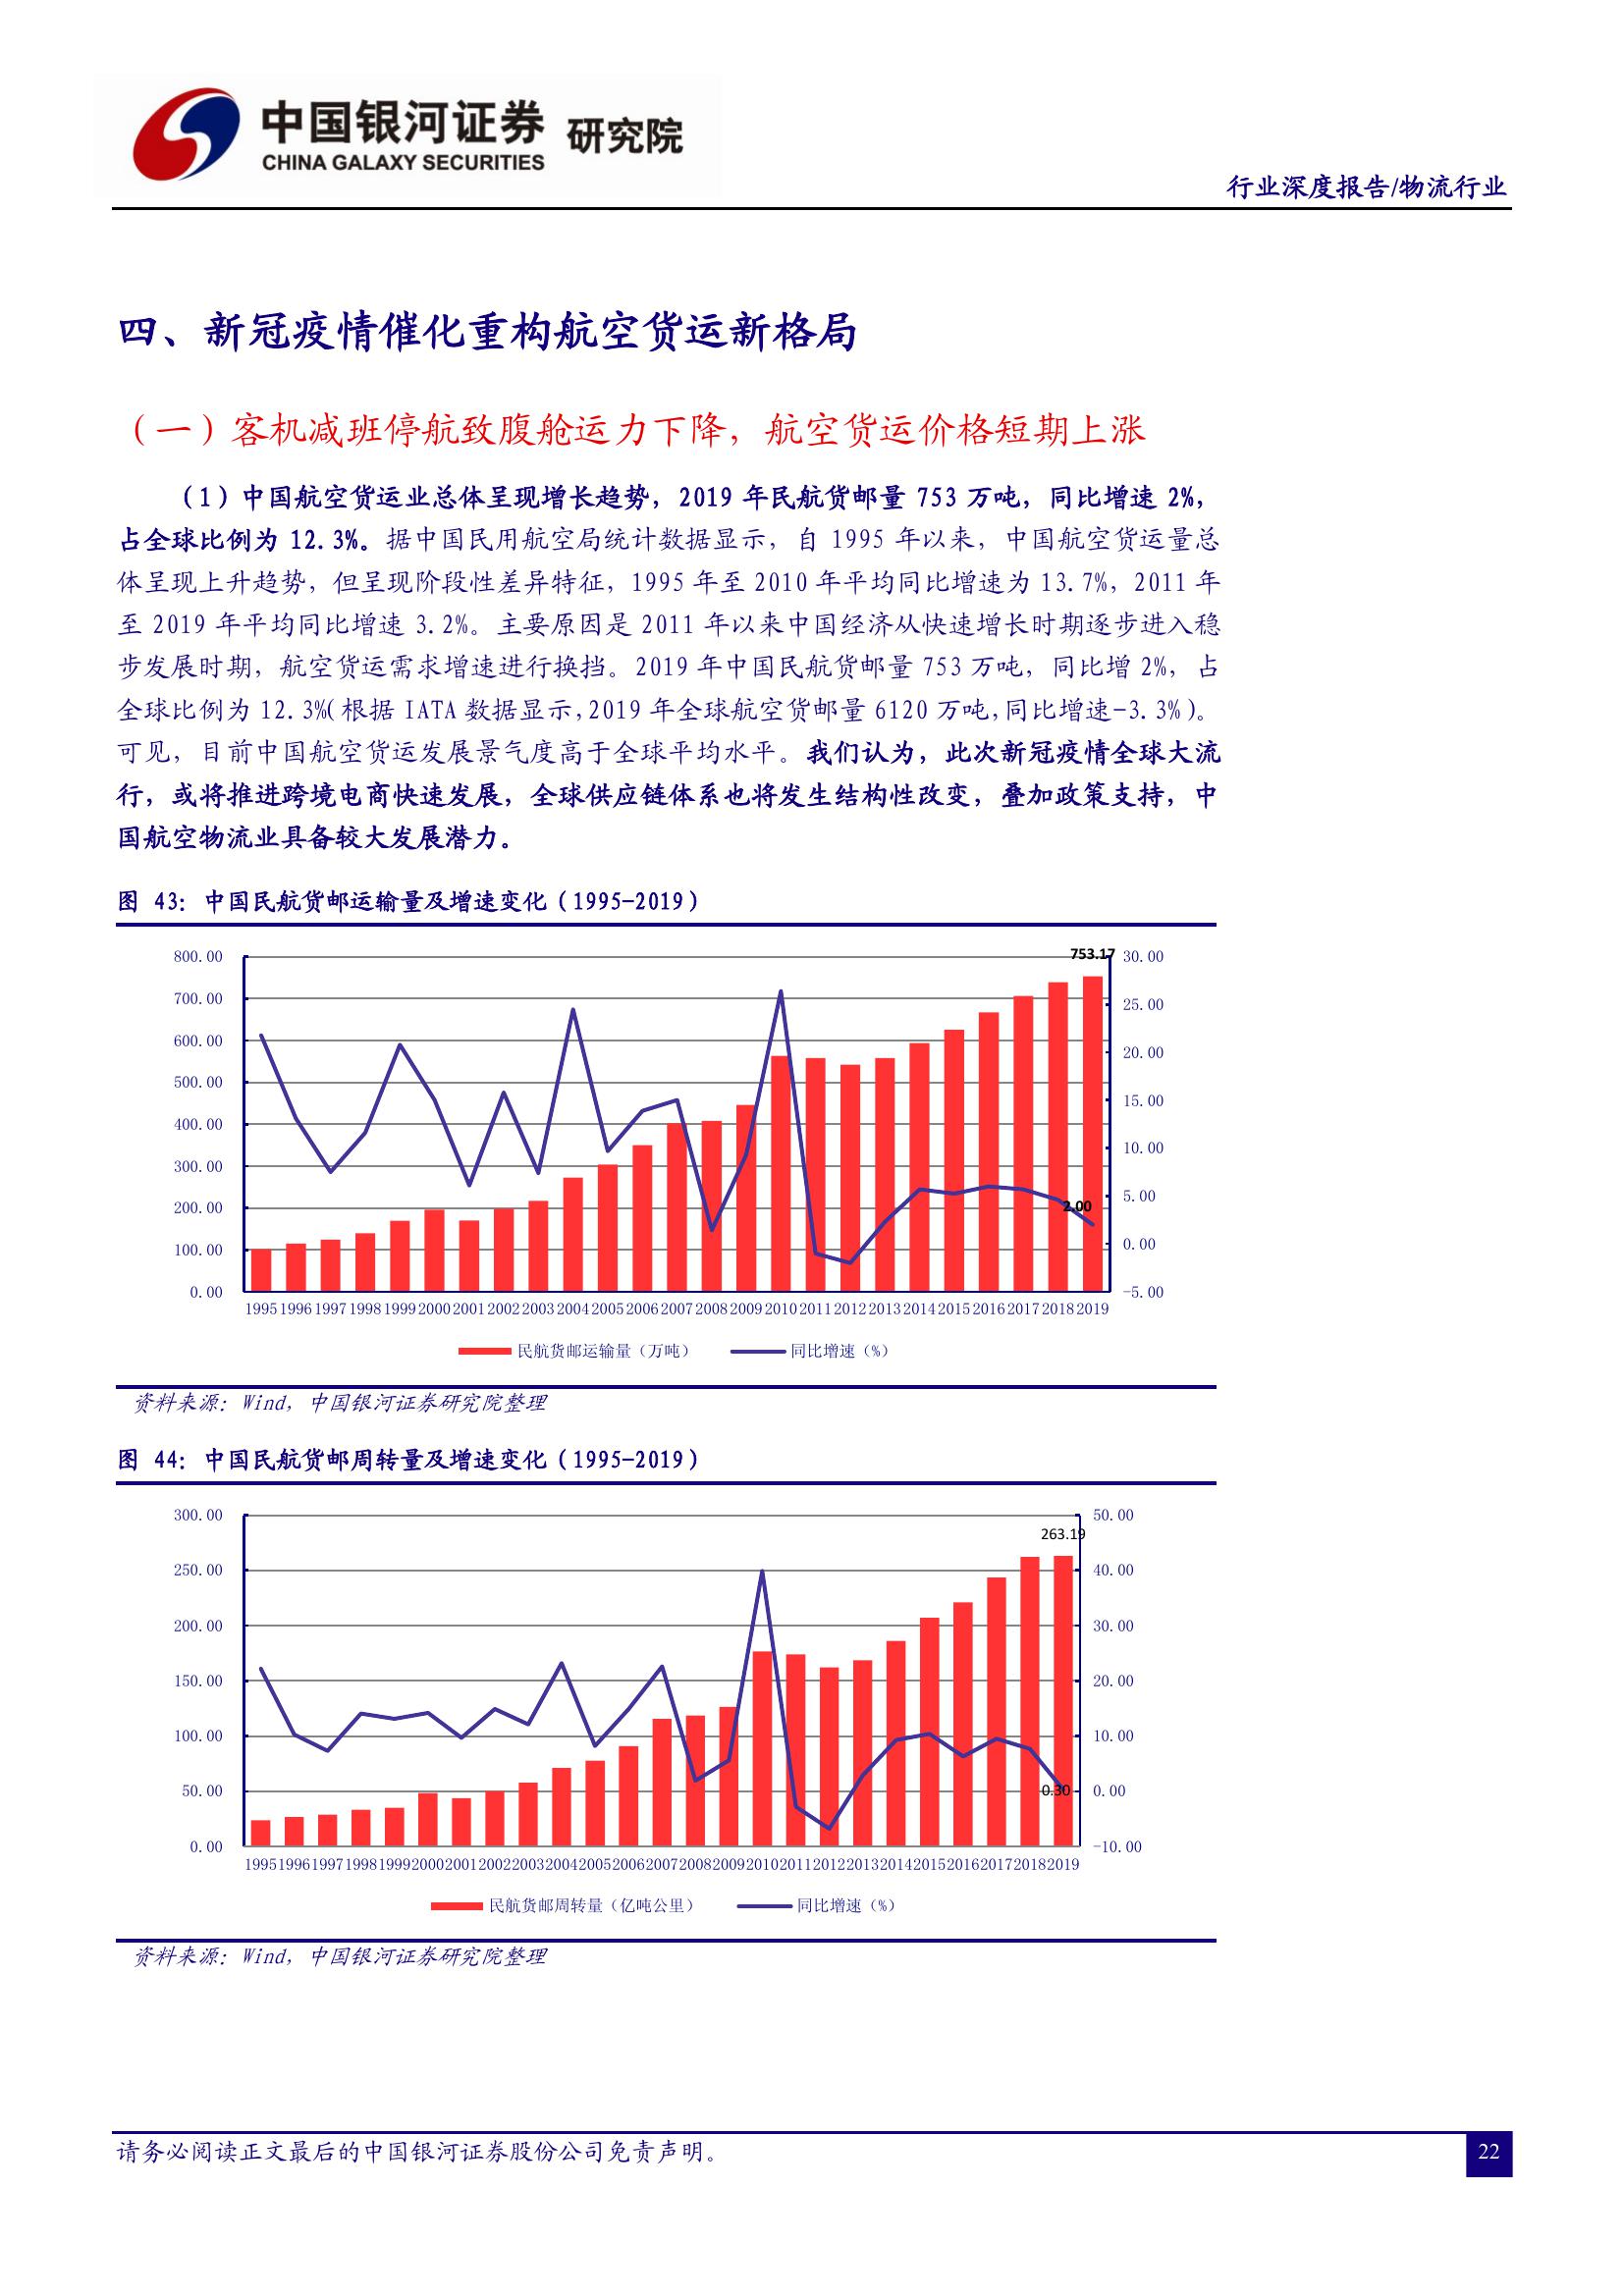 中国银河证券 研究院
CHINA GALAXY SECURITIES
行业深度报告/物流行业
四、新冠疫情催化重构航空货运新格局
（一）客机减班停航致腹舱运力下降，航空货运价格短期上涨
（1）中国航空货运业总体呈现增长趋势，2019 年民航货邮量 753 万吨，同比增速 2%，
占全球比例为 12.3%。据中国民用航空局统计数据显示，自 1995 年以来，中国航空货运量总
体呈现上升趋势，但呈现阶段性差异特征，1995 年至 2010 年平均同比增速为 13.7%，2011 年
至 2019 年平均同比增速 3.2%。主要原因是 2011 年以来中国经济从快速增长时期逐步进入稳
步发展时期，航空货运需求增速进行换挡。2019 年中国民航货邮量 753 万吨，同比增 2%，占
全球比例为 12.3%（根据 IATA 数据显示，2019 年全球航空货邮量 6120 万吨，同比增速-3.3%）。
可见，目前中国航空货运发展景气度高于全球平均水平。我们认为，此次新冠疫情全球大流
行，或将推进跨境电商快速发展，全球供应链体系也将发生结构性改变，叠加政策支持，中
国航空物流业具备较大发展潜力。
图 43：中国民航货邮运输量及增速变化（1995-2019）
800.00 753.17 30.00
700.00 25.00
600.00 20.00
500.00 15.00
400.00 10.00
300.00 5.00
200.00 2.00 0.00
100.00 -5.00
0.00
1995 1996 1997 1998 1999 2000 2001 2002 2003 2004 2005 2006 2007 2008 2009 2010 2011 2012 2013 2014 2015 2016 2017 2018 2019
民航货邮运输量（万吨） 同比增速（%）
资料来源：Wind，中国银河证券研究院整理
图 44：中国民航货邮周转量及增速变化（1995-2019）
300.00 50.00
263.19
250.00 40.00
200.00 30.00
150.00 20.00
100.00 10.00
50.00 0.30 0.00
0.00 -10.00
1995 1996 1997 1998 1999 2000 2001 2002 2003 2004 2005 2006 2007 2008 2009 2010 2011 2012 2013 2014 2015 2016 2017 2018 2019
民航货邮周转量（亿吨公里） 同比增速（%）
资料来源：Wind，中国银河证券研究院整理
请务必阅读正文最后的中国银河证券股份公司免责声明。
22